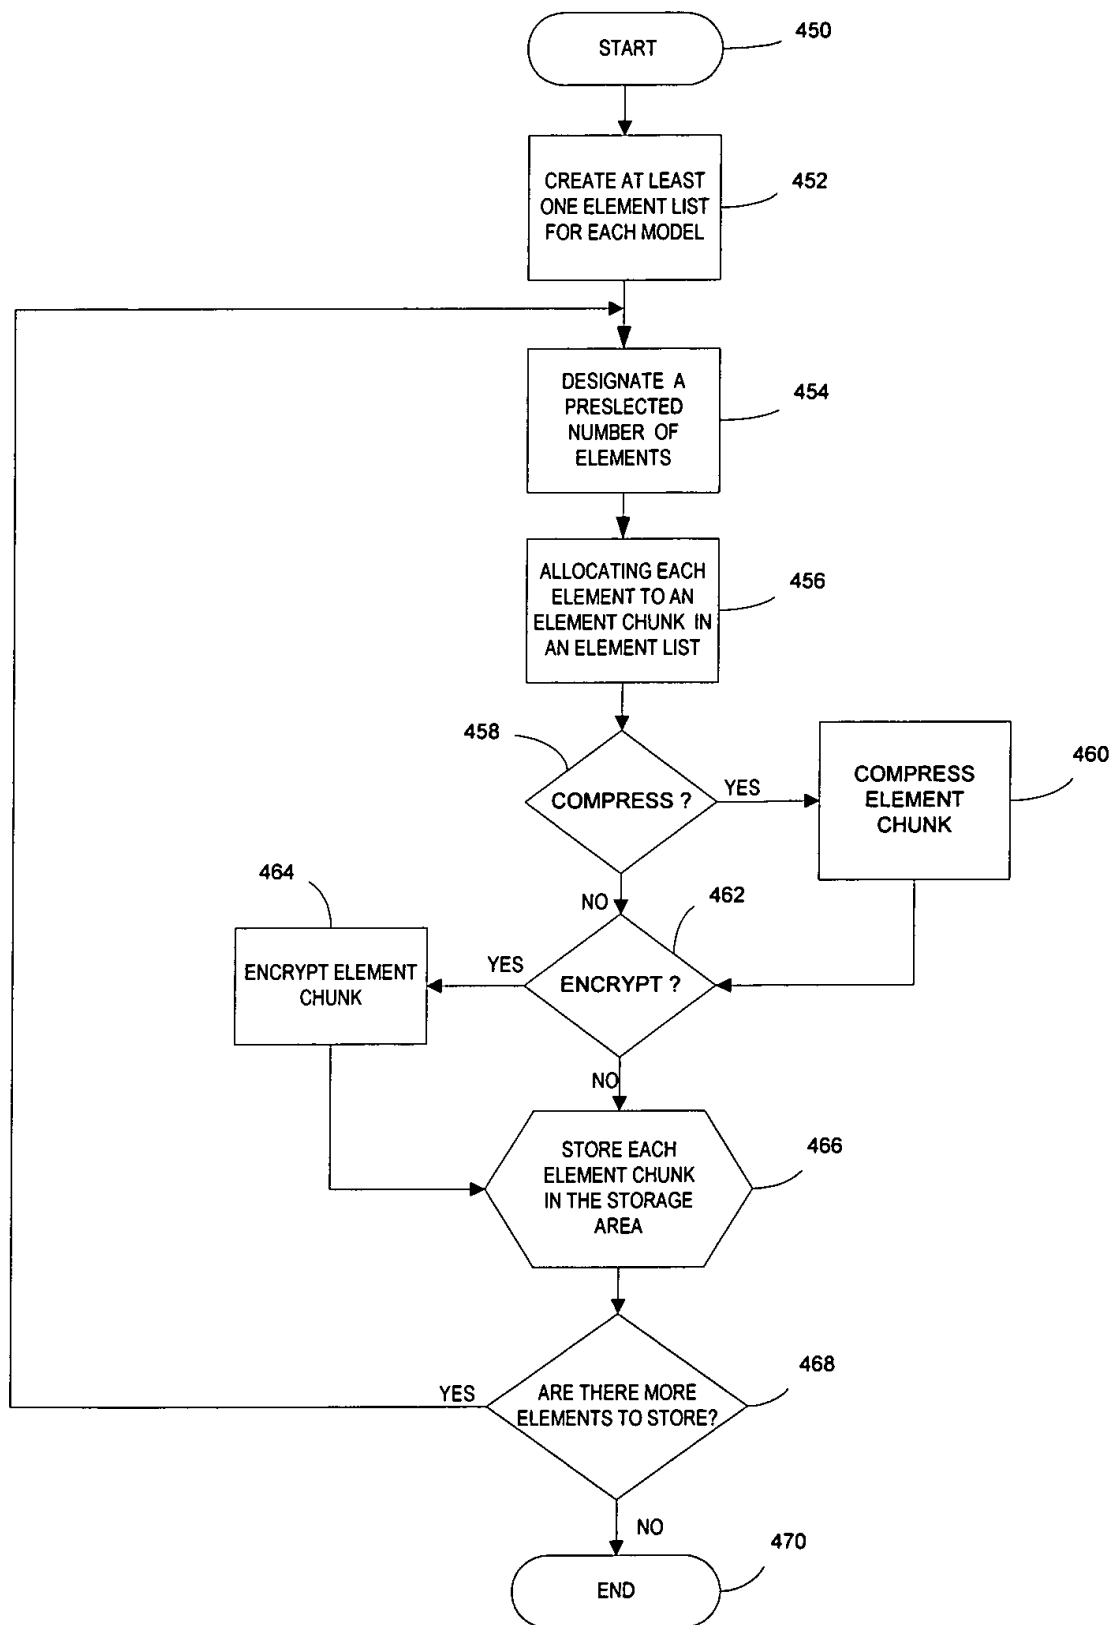 START
450
CREATE AT LEAST
ONE ELEMENT LIST
FOR EACH MODEL
452
DESIGNATE A
PRESLECTED
NUMBER OF
ELEMENTS
454
ALLOCATING EACH
ELEMENT TO AN
ELEMENT CHUNK IN
AN ELEMENT LIST
456
458
COMPRESS ?
YES
COMPRESS
ELEMENT
CHUNK
460
NO
464
462
ENCRYPT ELEMENT
CHUNK
YES
ENCRYPT ?
NO
STORE EACH
ELEMENT CHUNK
IN THE STORAGE
AREA
466
YES
ARE THERE MORE
ELEMENTS TO STORE?
468
NO
END
470